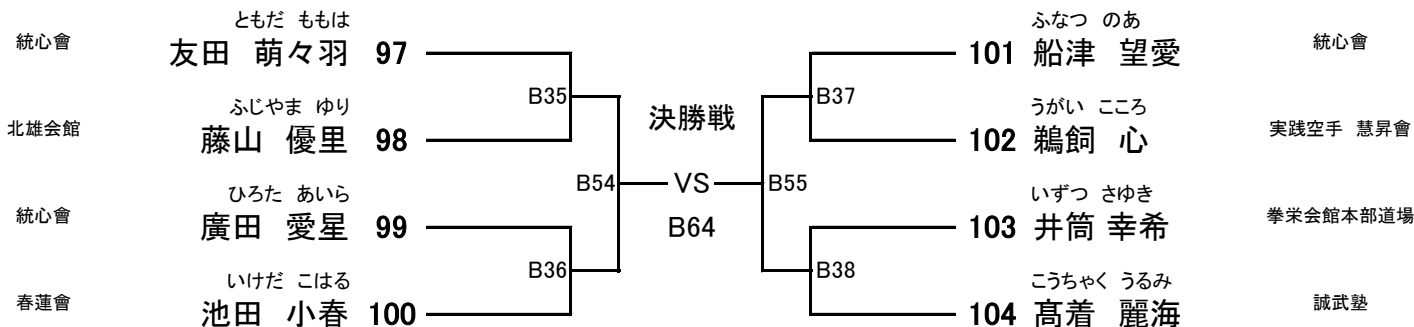 ともだ ももは
統心會 友田 萌々羽 97
B35
ふじやま ゆり
北雄会館 藤山 優里 98
B54
ひろた あいら
統心會 廣田 愛星 99
B36
いけだ こはる
春蓮會 池田 小春 100
決勝戦
VS
B64
ふなつ のあ
101 船津 望愛 統心會
B37
うがい こころ
102 鵜飼 心 実践空手 慧昇會
B55
いずつ さゆき
103 井筒 幸希 拳栄会館本部道場
B38
こうちゃく うるみ
104 髙着 麗海 誠武塾